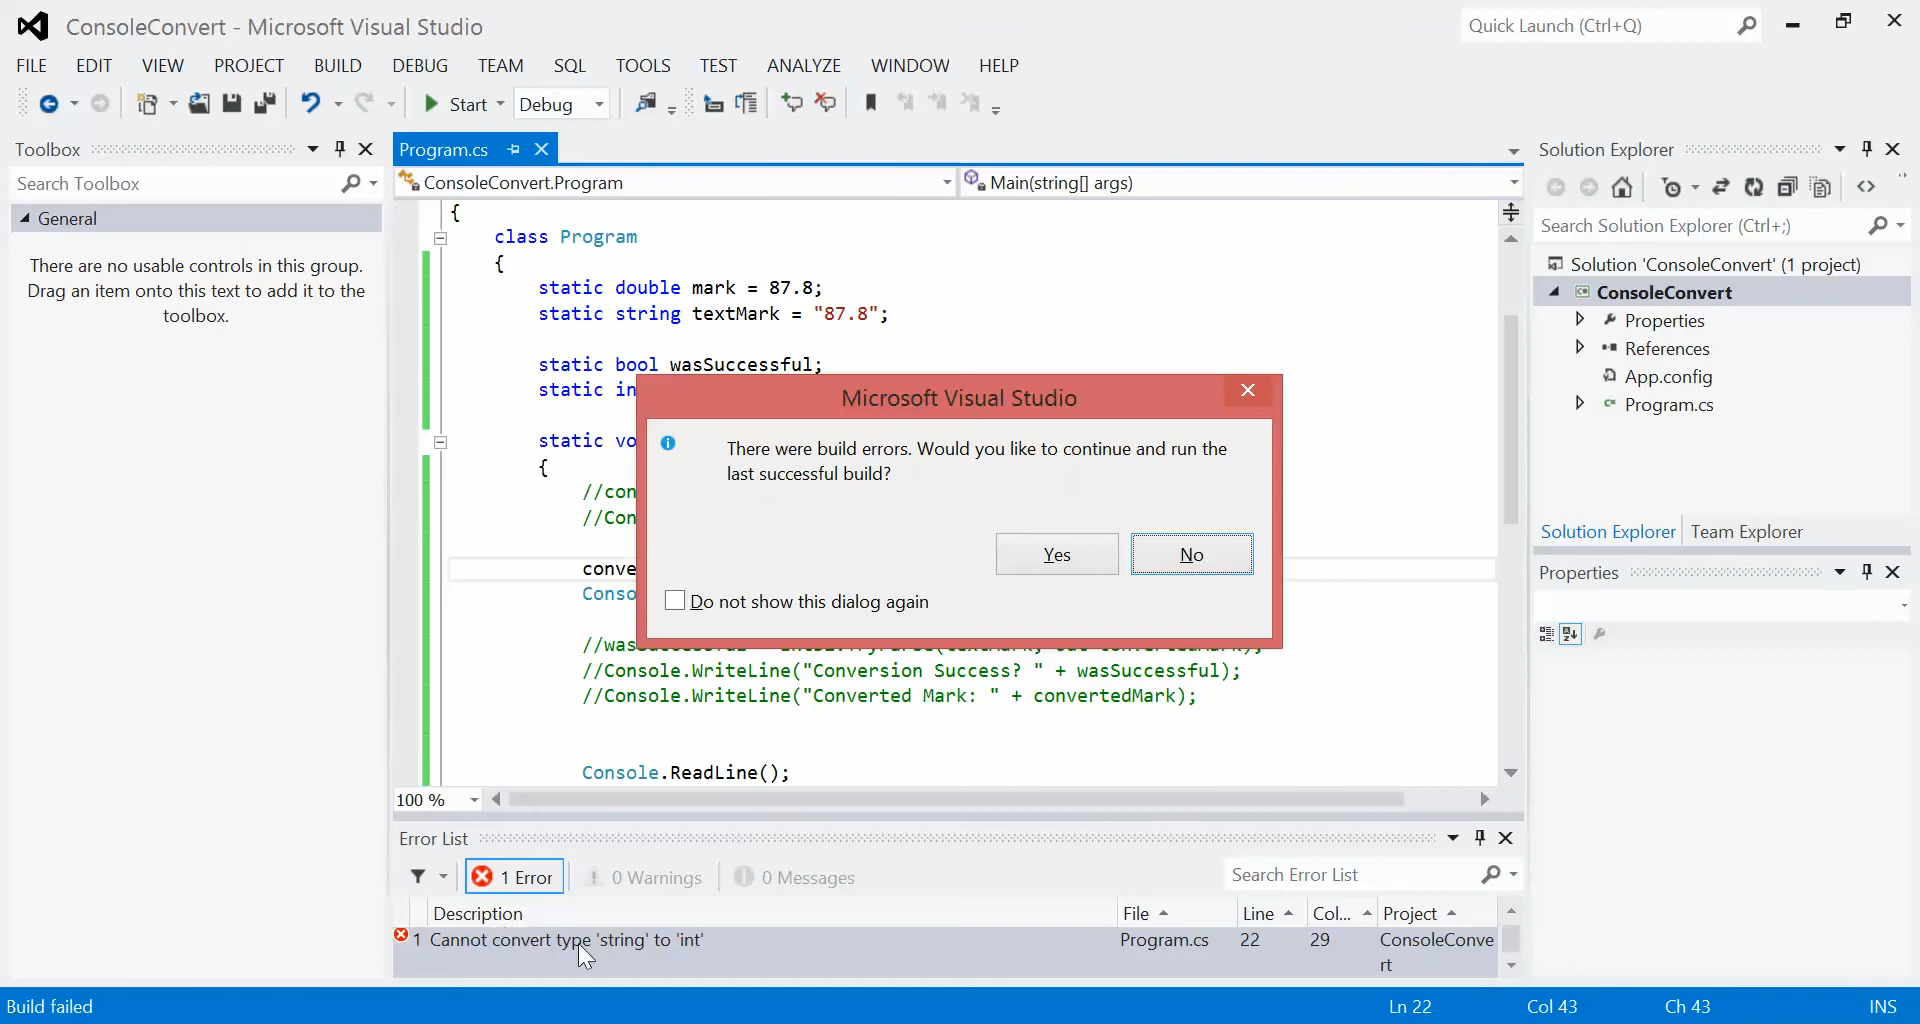 ConsoleConvert - Microsoft Visual Studio
Quick Launch (Ctrl+Q)
FILE EDIT VIEW PROJECT BUILD DEBUG TEAM SQL TOOLS TEST ANALYZE WINDOW HELP
Start Debug
Toolbox
Search Toolbox
General
There are no usable controls in this group.
Drag an item onto this text to add it to the
toolbox.
Program.cs
ConsoleConvert.Program
Main(string[] args)
{
class Program
{
static double mark = 87.8;
static string textMark = "87.8";
static bool wasSuccessful;
static in
static vo
{
//con
//Con
conve
Conso
//was
//Console.WriteLine("Conversion Success? " + wasSuccessful);
//Console.WriteLine("Converted Mark: " + convertedMark);
Console.ReadLine();
100 %
Microsoft Visual Studio
There were build errors. Would you like to continue and run the
last successful build?
Yes
No
Do not show this dialog again
Solution Explorer
Search Solution Explorer (Ctrl+;)
Solution 'ConsoleConvert' (1 project)
ConsoleConvert
Properties
References
App.config
Program.cs
Solution Explorer Team Explorer
Properties
Error List
1 Error 0 Warnings 0 Messages
Search Error List
Description File Line Col... Project
1 Cannot convert type 'string' to 'int' Program.cs 22 29 ConsoleConve
rt
Build failed Ln 22 Col 43 Ch 43 INS